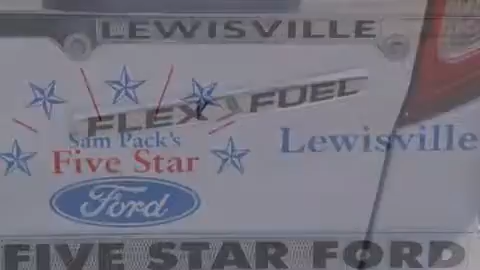 LEWISVILLE
FLEX FUEL
Sam Pack's
Five Star
Lewisville
Ford
FIVE STAR FORD